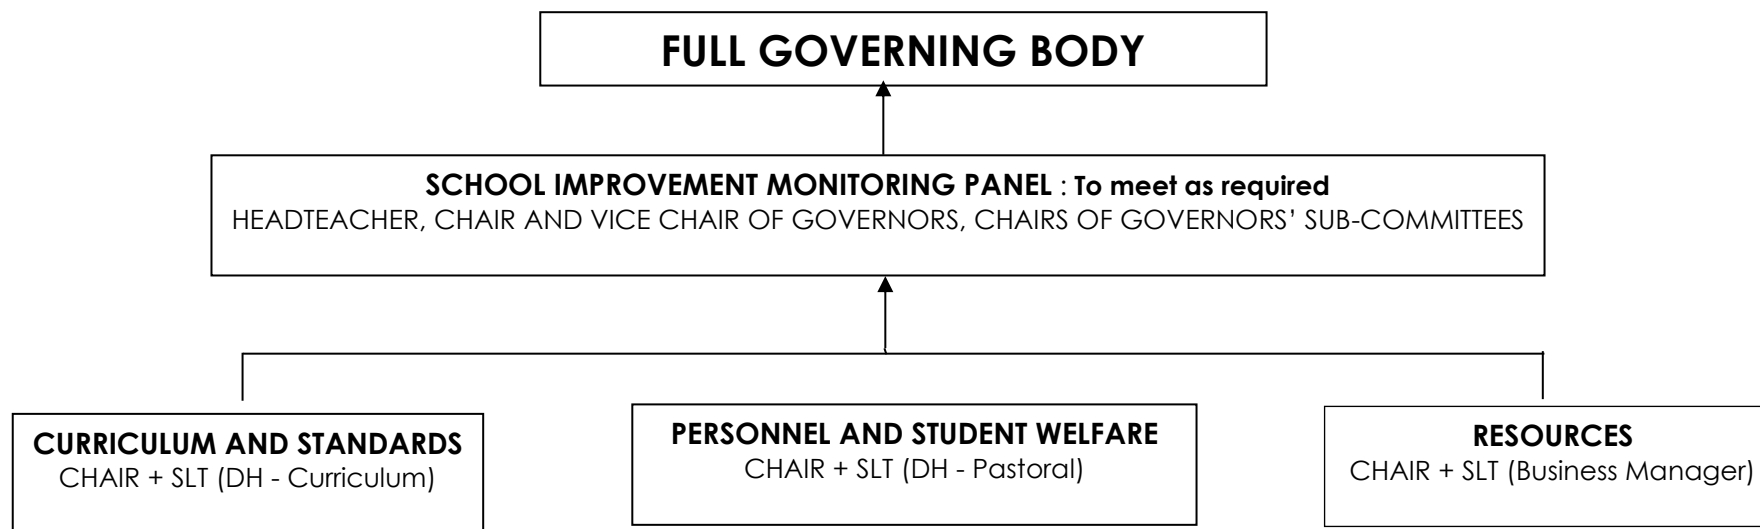 FULL GOVERNING BODY
SCHOOL IMPROVEMENT MONITORING PANEL : To meet as required
HEADTEACHER, CHAIR AND VICE CHAIR OF GOVERNORS, CHAIRS OF GOVERNORS’ SUB-COMMITTEES
CURRICULUM AND STANDARDS
CHAIR + SLT (DH - Curriculum)
PERSONNEL AND STUDENT WELFARE
CHAIR + SLT (DH - Pastoral)
RESOURCES
CHAIR + SLT (Business Manager)